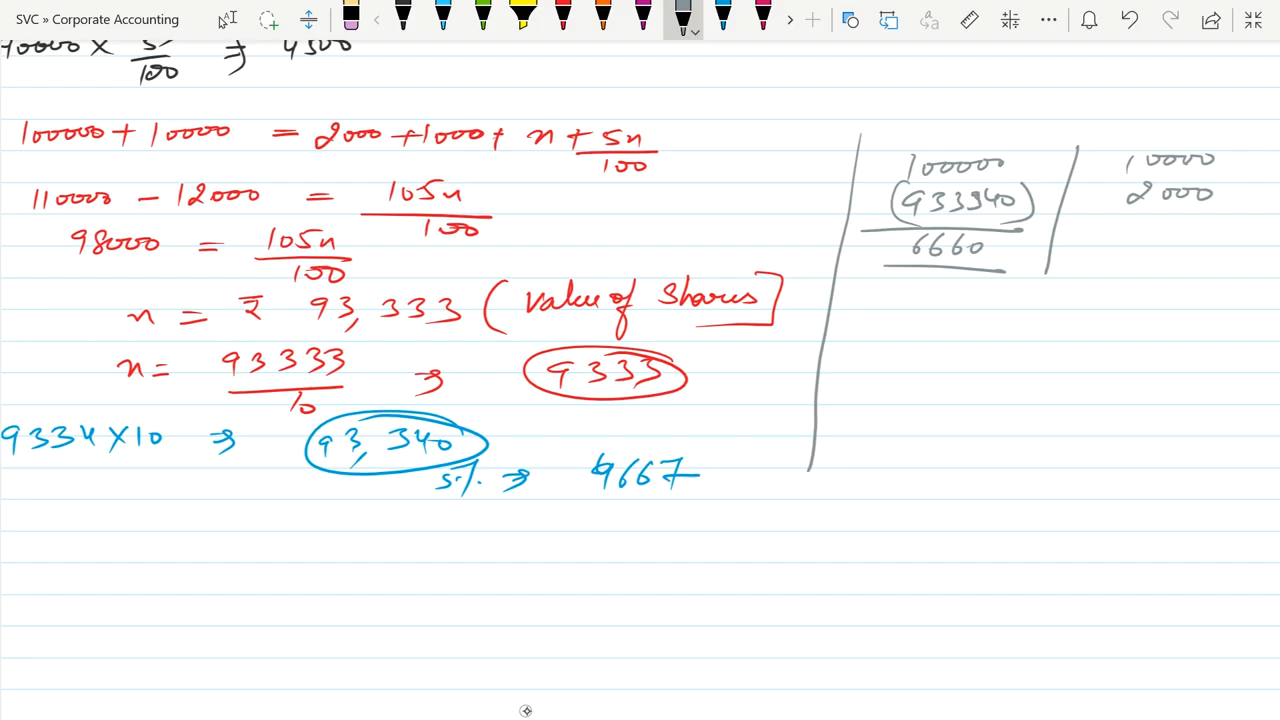 SVC » Corporate Accounting
40000 × 5/100 ⇒ 4500
100000 + 10000 = 2000 + 1000 + n + 5n/100
110000 - 12000 = 105n/100
98000 = 105n/100
n = ₹ 93,333 ( value of Shares ]
n = 93333/10 ⇒ 9333
9334 × 10 ⇒ 93,340
5% ⇒ 4667
100000 10000
(933340) 2000
6660